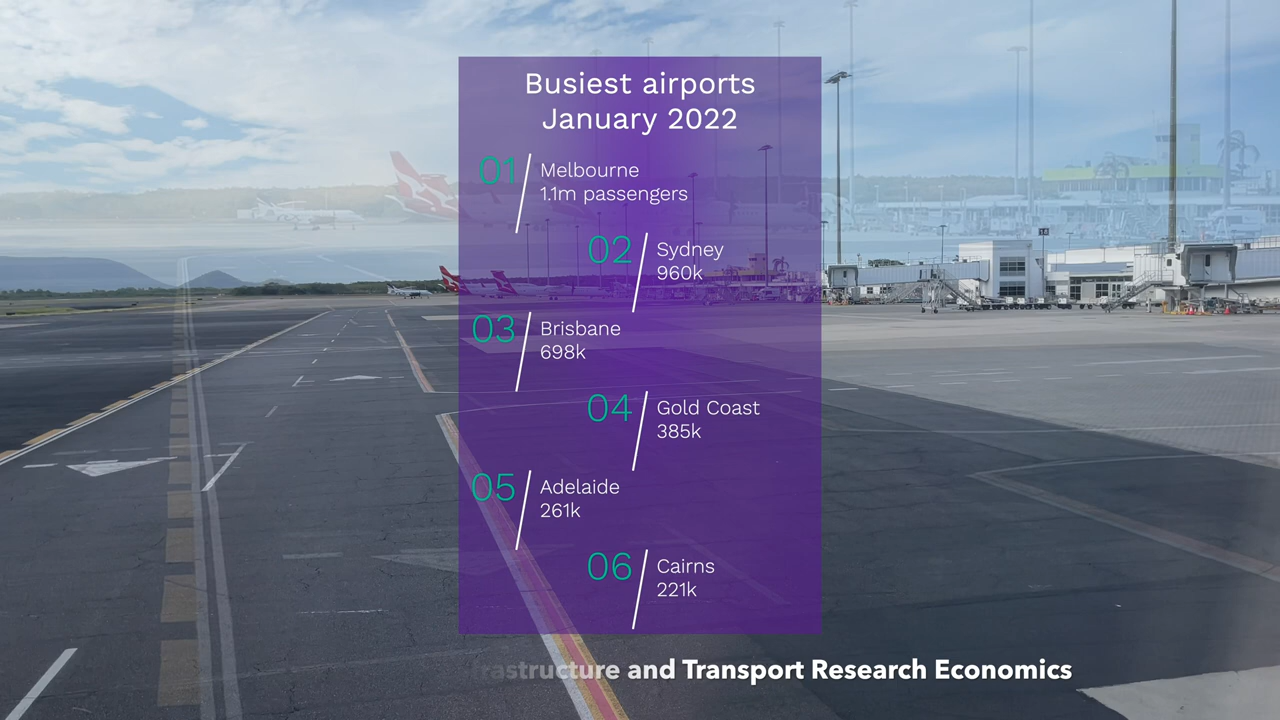 Busiest airports
January 2022
01
Melbourne
1.1m passengers
02
Sydney
960k
03
Brisbane
698k
04
Gold Coast
385k
05
Adelaide
261k
06
Cairns
221k
and Transport Research Economics